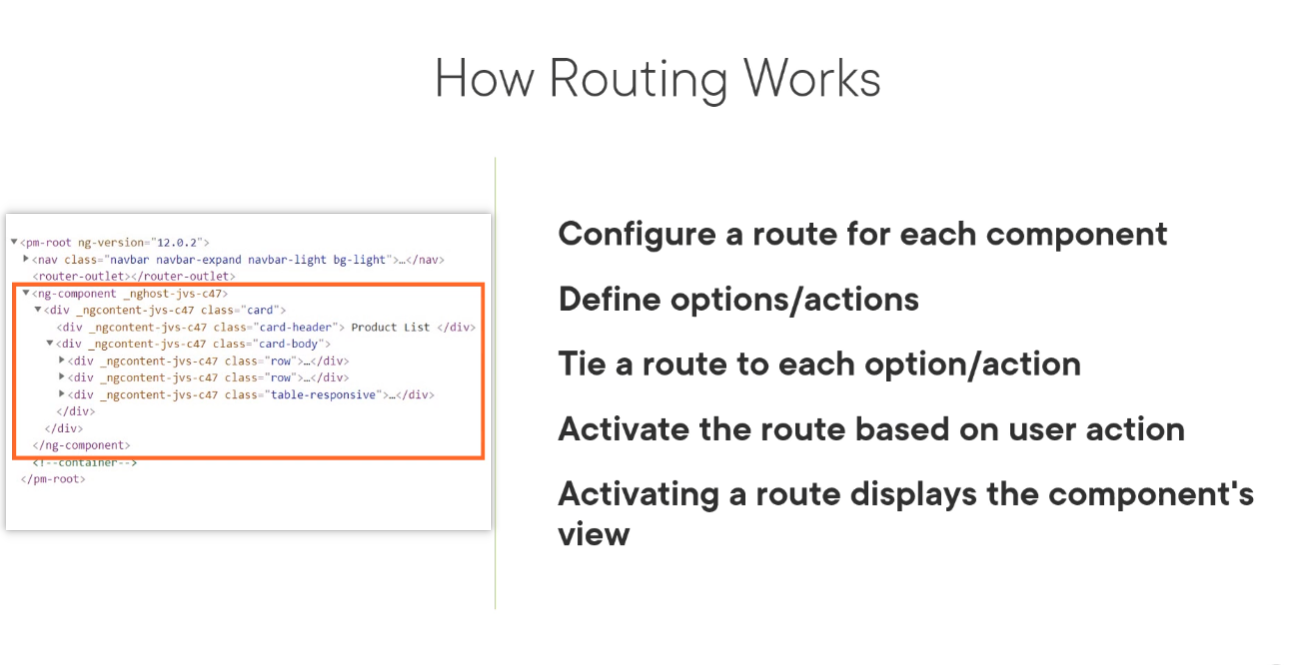 How Routing Works
▼<pm-root ng-version="12.0.2">
▶<nav class="navbar navbar-expand navbar-light bg-light">…</nav>
<router-outlet></router-outlet>
▼<ng-component _nghost-jvs-c47>
▼<div _ngcontent-jvs-c47 class="card">
<div _ngcontent-jvs-c47 class="card-header"> Product List </div>
▼<div _ngcontent-jvs-c47 class="card-body">
▶<div _ngcontent-jvs-c47 class="row">…</div>
▶<div _ngcontent-jvs-c47 class="row">…</div>
▶<div _ngcontent-jvs-c47 class="table-responsive">…</div>
</div>
</div>
</ng-component>
<!--container-->
</pm-root>
Configure a route for each component
Define options/actions
Tie a route to each option/action
Activate the route based on user action
Activating a route displays the component's
view